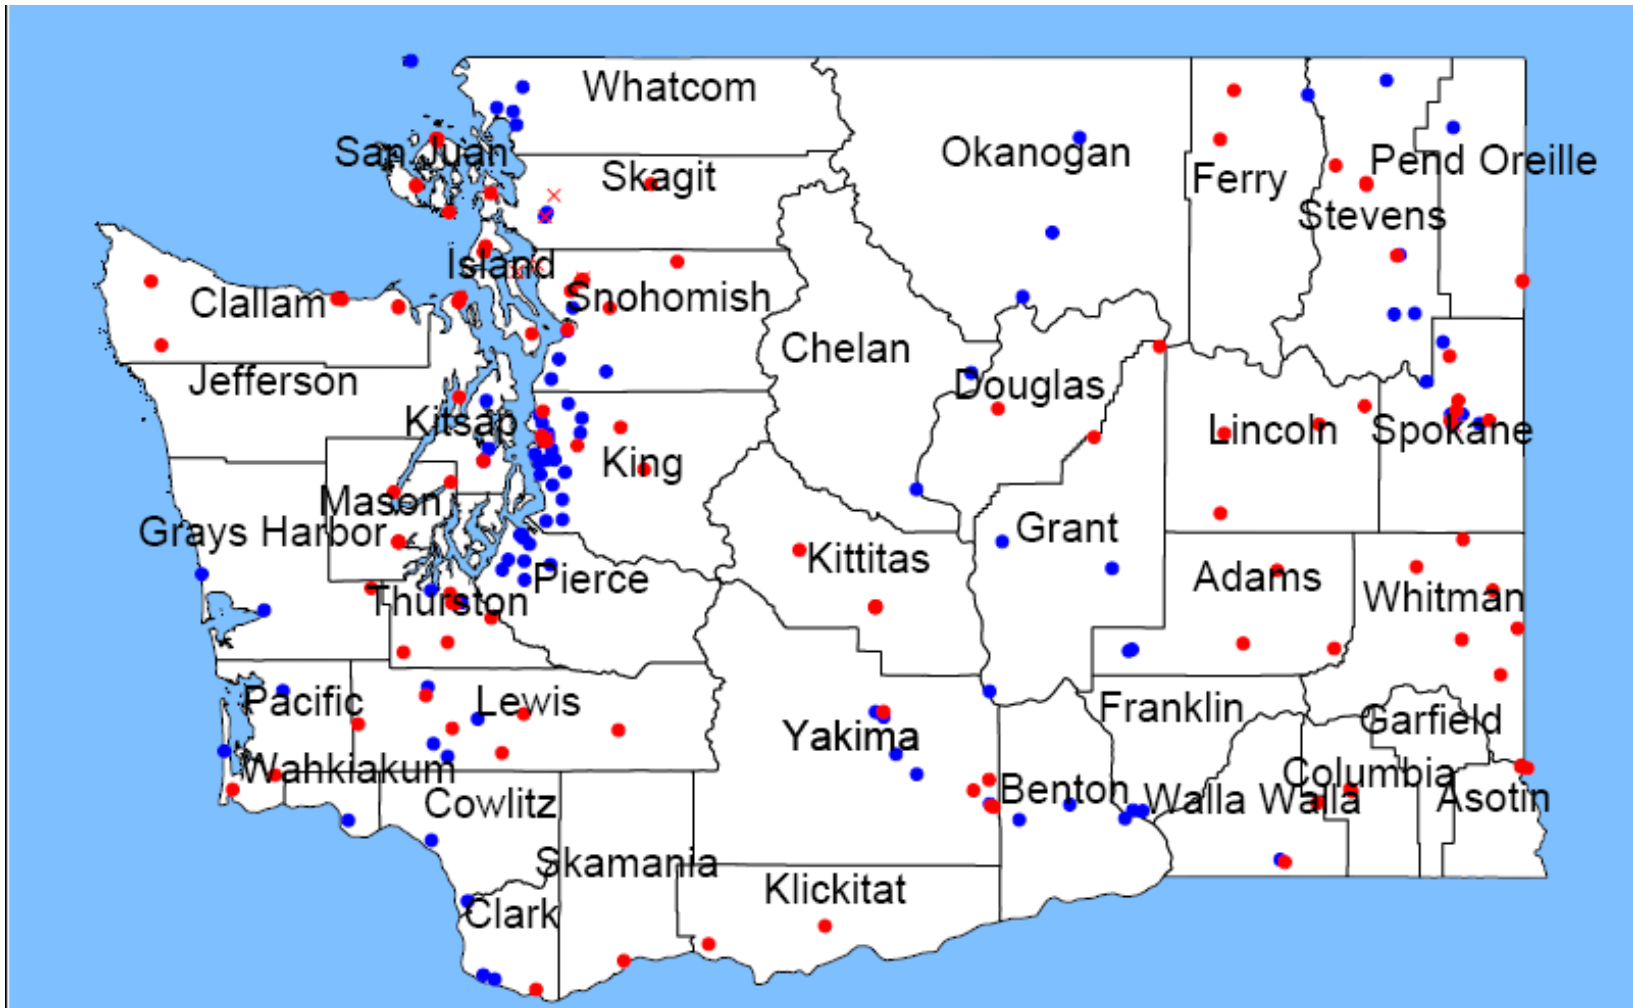 Whatcom
San Juan
Skagit
Okanogan
Ferry
Pend Oreille
Stevens
Island
Clallam
Snohomish
Chelan
Jefferson
Douglas
Kitsap
King
Lincoln
Spokane
Mason
Grays Harbor
Grant
Kittitas
Pierce
Adams
Thurston
Whitman
Pacific
Lewis
Franklin
Garfield
Yakima
Wahkiakum
Columbia
Cowlitz
Benton
Walla Walla
Asotin
Skamania
Klickitat
Clark